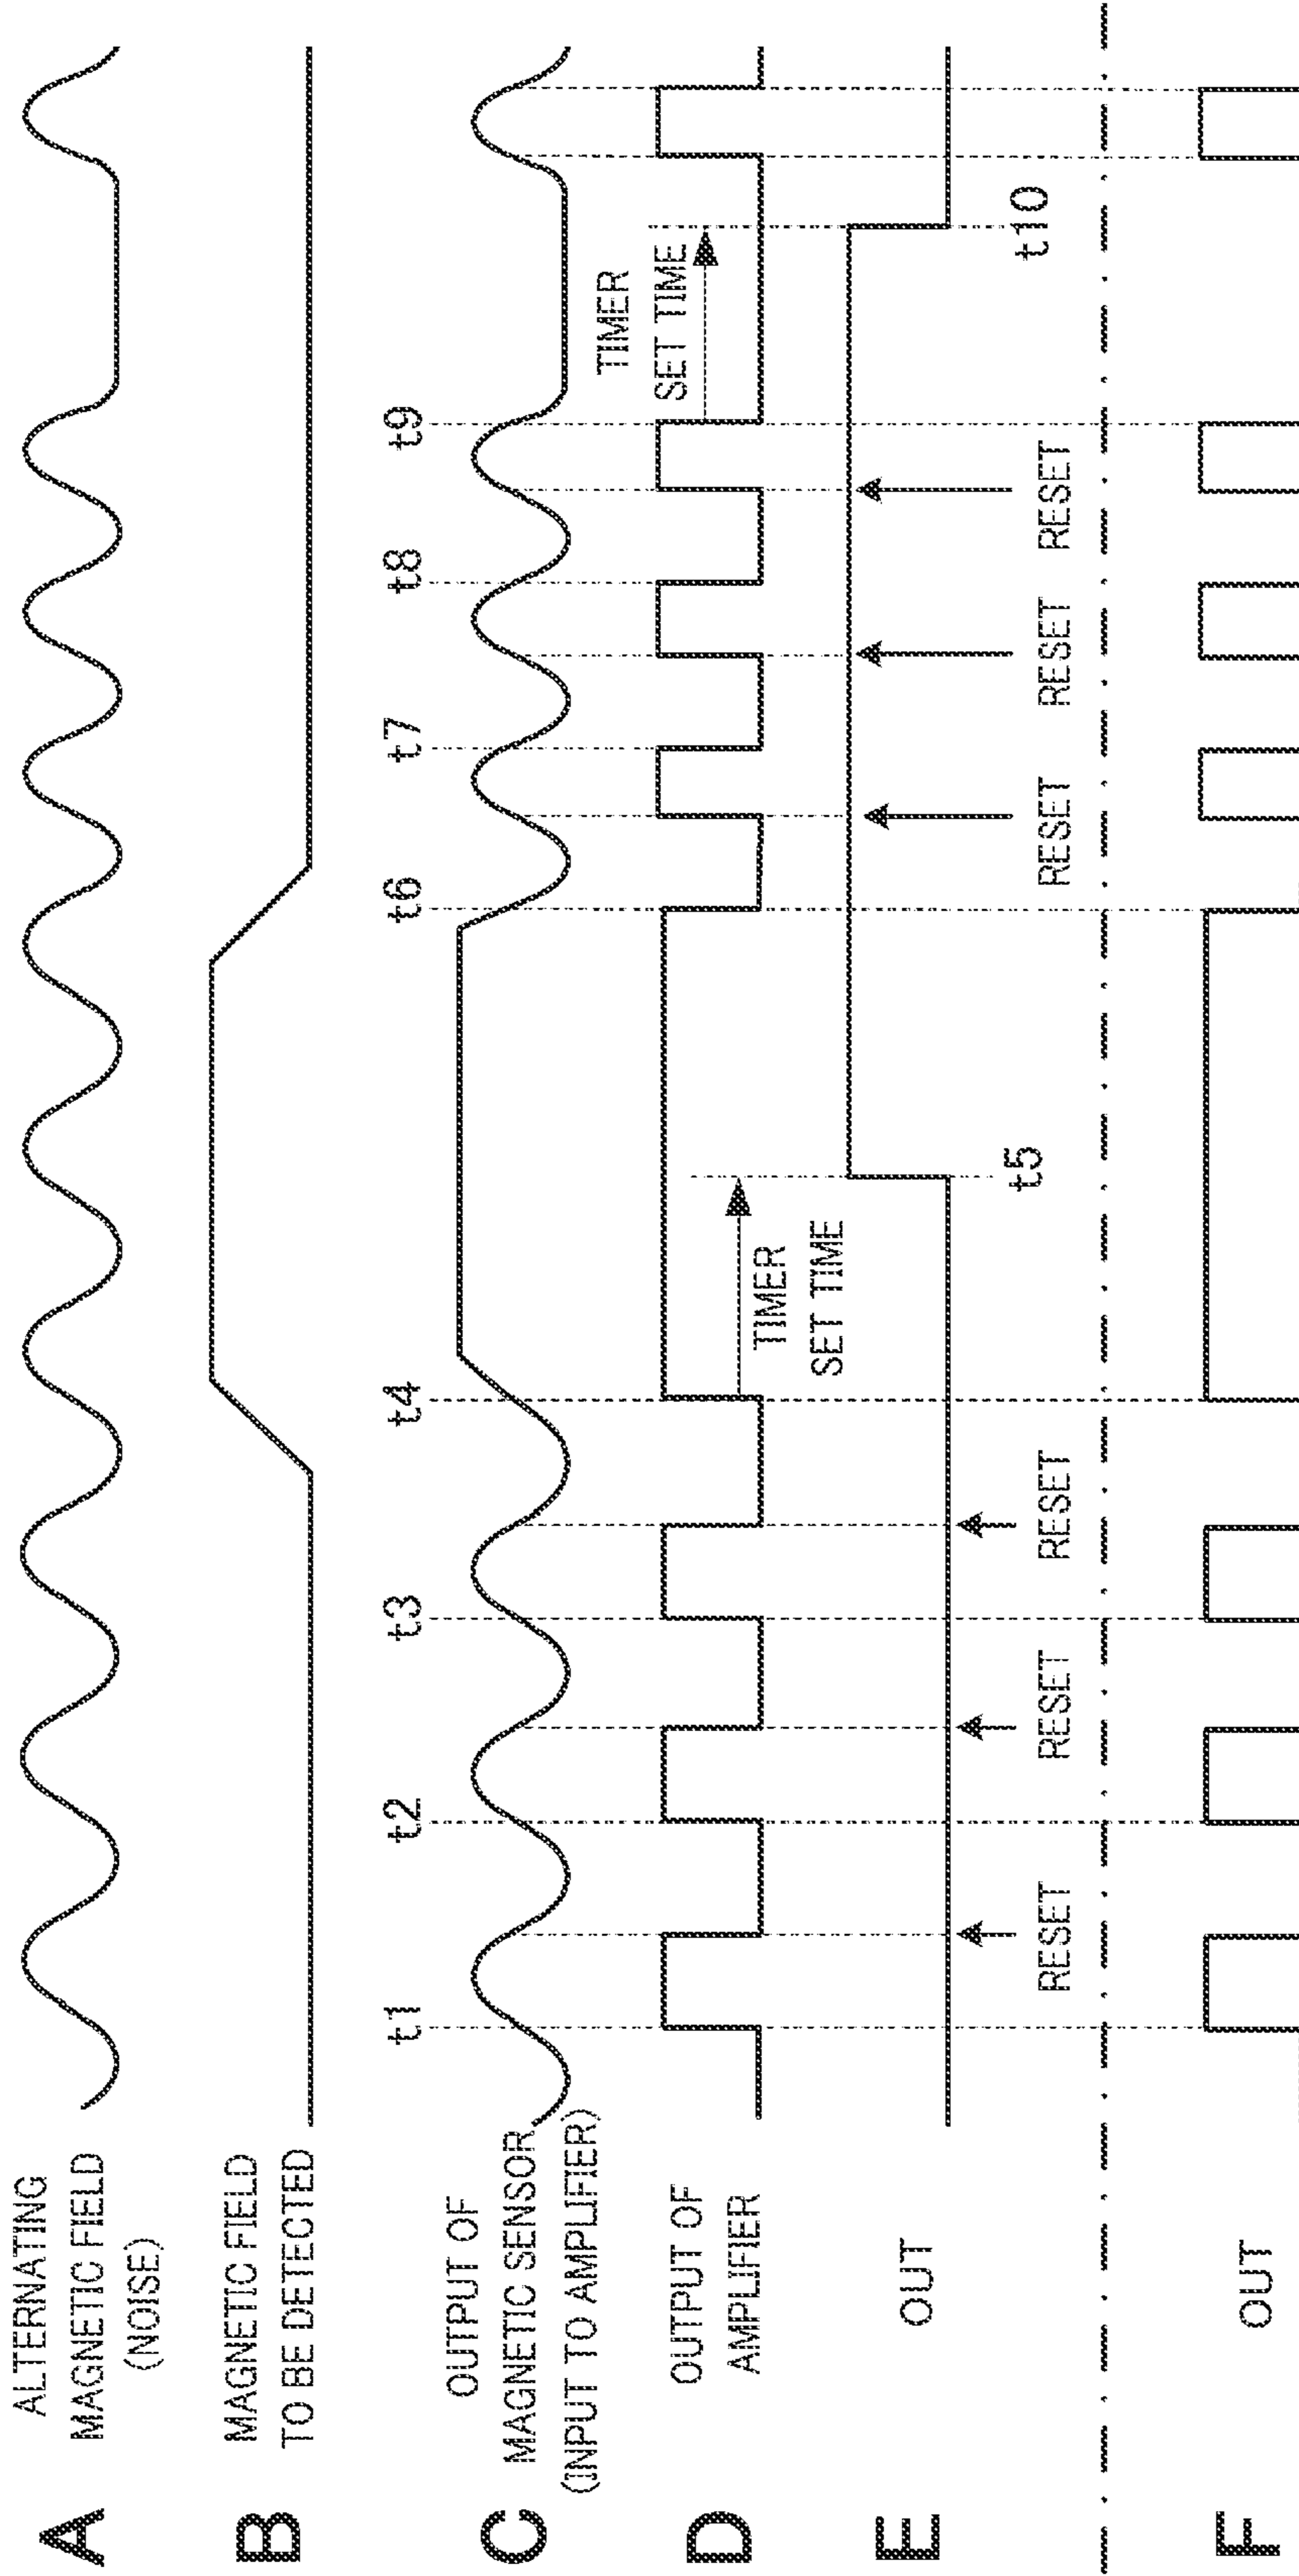 A
ALTERNATING
MAGNETIC FIELD
(NOISE)
B
MAGNETIC FIELD
TO BE DETECTED
t1
t2
t3
t4
t6
t7
t8
t9
C
OUTPUT OF
MAGNETIC SENSOR
(INPUT TO AMPLIFIER)
TIMER
SET TIME
D
OUTPUT OF
AMPLIFIER
TIMER
SET TIME
E
OUT
t5
t10
RESET
RESET
RESET
RESET
RESET
RESET
F
OUT